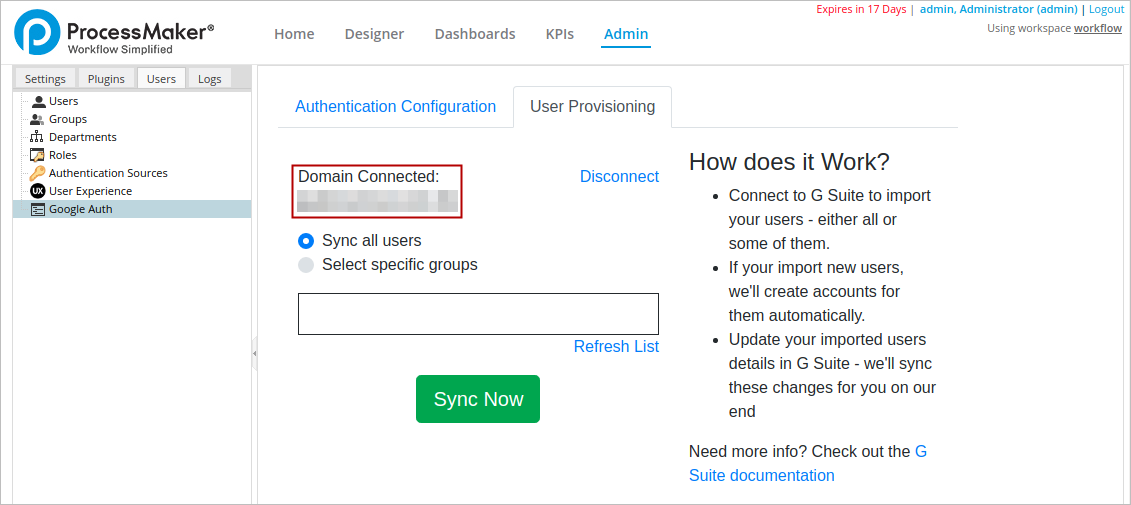 Expires in 17 Days | admin, Administrator (admin) | Logout
Using workspace workflow
ProcessMaker®
Workflow Simplified
Home Designer Dashboards KPIs Admin
Settings Plugins Users Logs
Users
Groups
Departments
Roles
Authentication Sources
UX User Experience
Google Auth
Authentication Configuration User Provisioning
Domain Connected:
Disconnect
Sync all users
Select specific groups
Refresh List
Sync Now
How does it Work?
Connect to G Suite to import
your users - either all or
some of them.
If your import new users,
we'll create accounts for
them automatically.
Update your imported users
details in G Suite - we'll sync
these changes for you on our
end
Need more info? Check out the G
Suite documentation